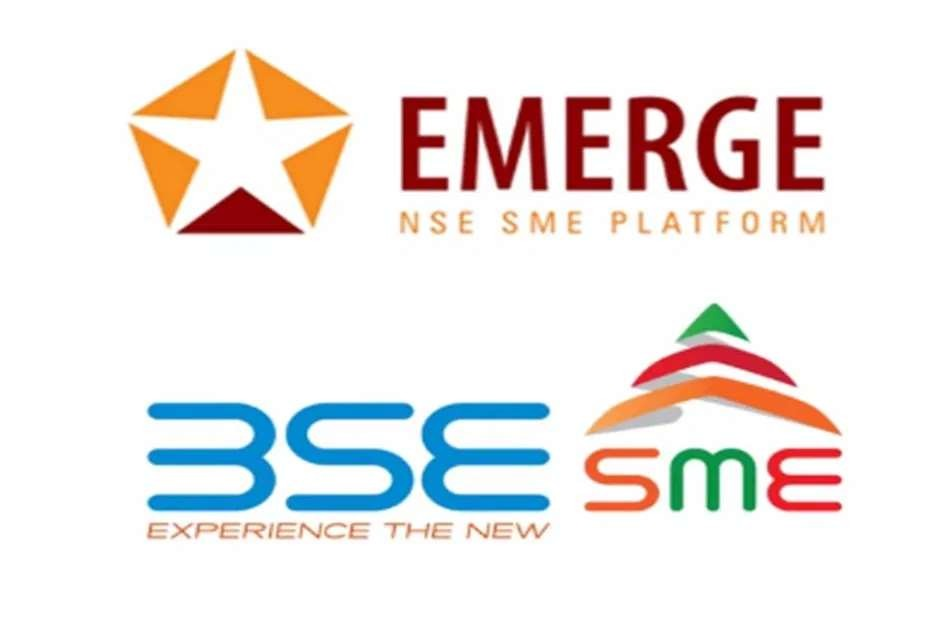 EMERGE
NSE SME PLATFORM
BSE
EXPERIENCE THE NEW
SME